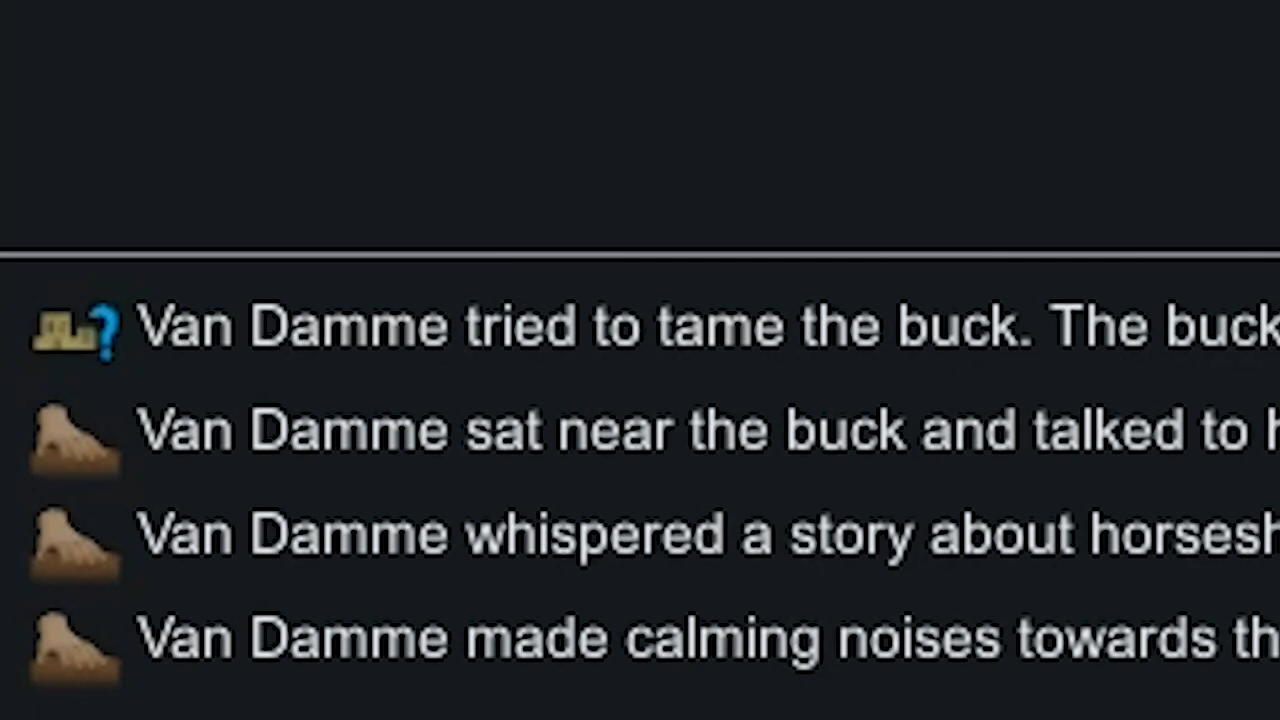 Van Damme tried to tame the buck. The buck
Van Damme sat near the buck and talked to
Van Damme whispered a story about
Van Damme made calming noises towards